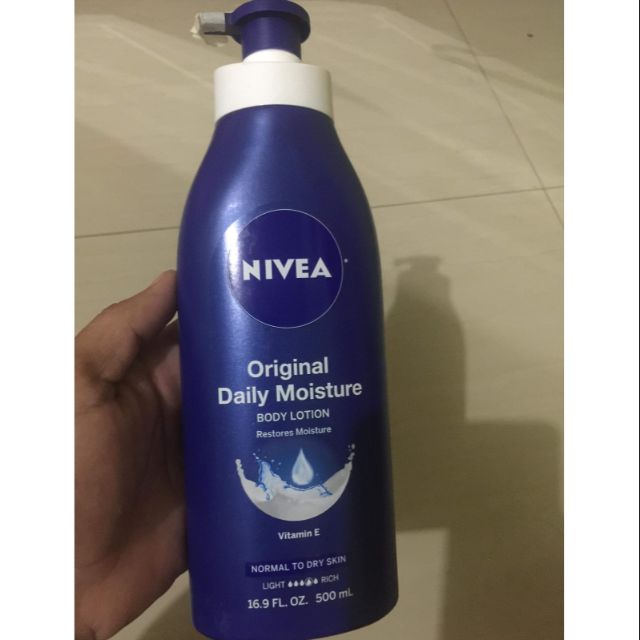 NIVEA
Original
Daily Moisture
BODY LOTION
Restores Moisture
Vitamin E
NORMAL TO DRY SKIN
LIGHT RICH
16.9 FL. OZ. 500 mL